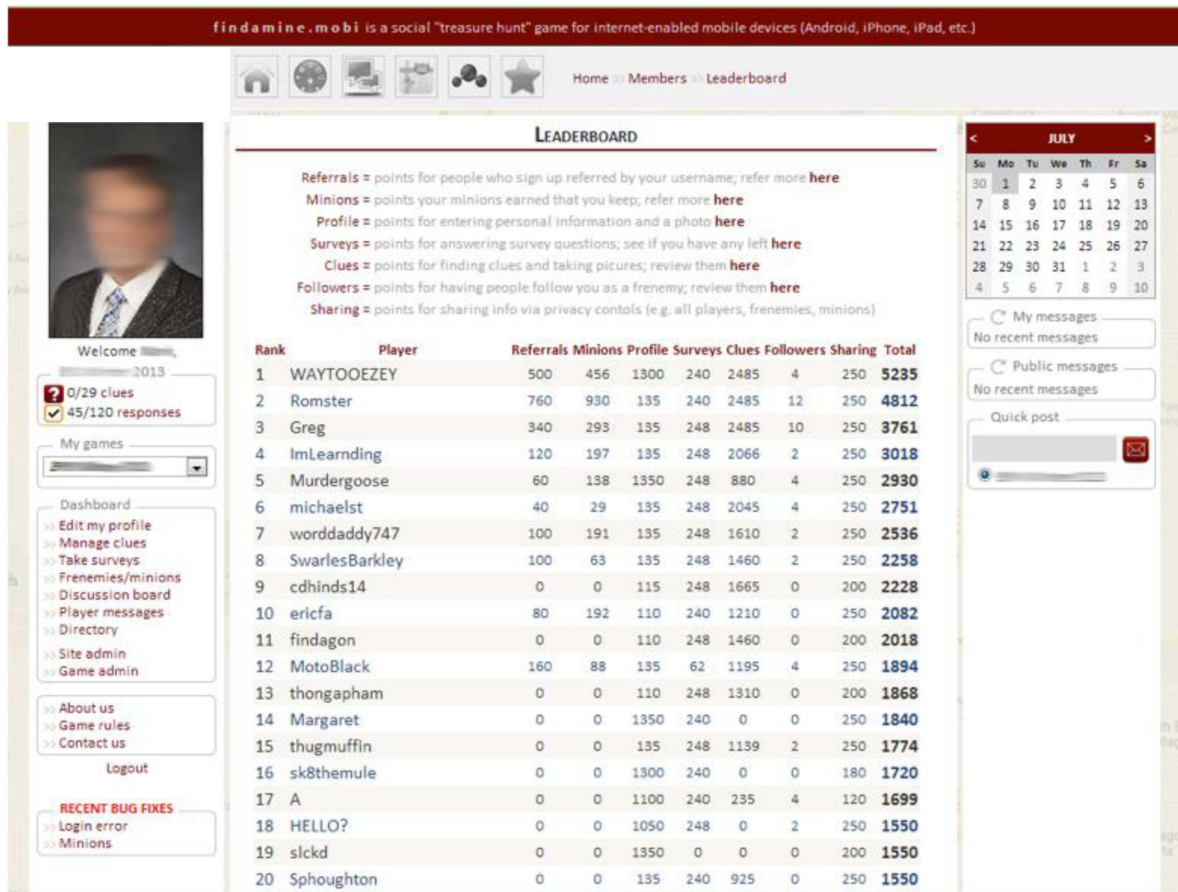 findamine.mobi is a social "treasure hunt" game for internet-enabled mobile devices (Android, iPhone, iPad, etc.)
Home >> Members >> Leaderboard
Welcome
2013
0/29 clues
45/120 responses
My games
Dashboard
>> Edit my profile
>> Manage clues
>> Take surveys
>> Frenemies/minions
>> Discussion board
>> Player messages
>> Directory
>> Site admin
>> Game admin
>> About us
>> Game rules
>> Contact us
Logout
RECENT BUG FIXES
>> Login error
>> Minions
LEADERBOARD
Referrals = points for people who sign up referred by your username; refer more here
Minions = points your minions earned that you keep; refer more here
Profile = points for entering personal information and a photo here
Surveys = points for answering survey questions; see if you have any left here
Clues = points for finding clues and taking picures; review them here
Followers = points for having people follow you as a frenemy; review them here
Sharing = points for sharing info via privacy contols (e.g. all players, frenemies, minions)
Rank Player Referrals Minions Profile Surveys Clues Followers Sharing Total
1 WAYTOOEZEY 500 456 1300 240 2485 4 250 5235
2 Romster 760 930 135 240 2485 12 250 4812
3 Greg 340 293 135 248 2485 10 250 3761
4 ImLearnding 120 197 135 248 2066 2 250 3018
5 Murdergoose 60 138 1350 248 880 4 250 2930
6 michaelst 40 29 135 248 2045 4 250 2751
7 worddaddy747 100 191 135 248 1610 2 250 2536
8 SwarlesBarkley 100 63 135 248 1460 2 250 2258
9 cdhinds14 0 0 115 248 1665 0 200 2228
10 ericfa 80 192 110 240 1210 0 250 2082
11 findagon 0 0 110 248 1460 0 200 2018
12 MotoBlack 160 88 135 62 1195 4 250 1894
13 thongapham 0 0 110 248 1310 0 200 1868
14 Margaret 0 0 1350 240 0 0 250 1840
15 thugmuffin 0 0 135 248 1139 2 250 1774
16 sk8themule 0 0 1300 240 0 0 180 1720
17 A 0 0 1100 240 235 4 120 1699
18 HELLO? 0 0 1050 248 0 2 250 1550
19 slckd 0 0 1350 0 0 0 200 1550
20 Sphoughton 0 0 135 240 925 0 250 1550
< JULY >
Su Mo Tu We Th Fr Sa
30 1 2 3 4 5 6
7 8 9 10 11 12 13
14 15 16 17 18 19 20
21 22 23 24 25 26 27
28 29 30 31 1 2 3
4 5 6 7 8 9 10
My messages
No recent messages
Public messages
No recent messages
Quick post